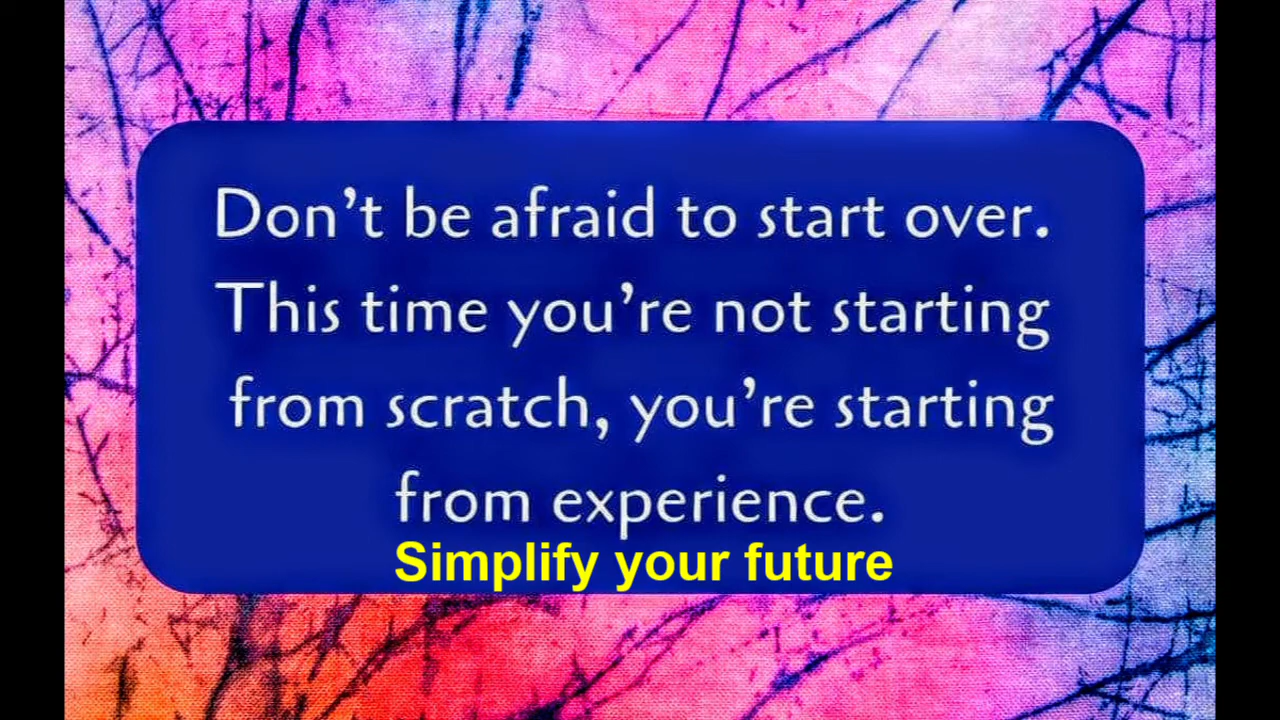 Don’t be afraid to start over.
This time you’re not starting
from scratch, you’re starting
from experience.
Simplify your future